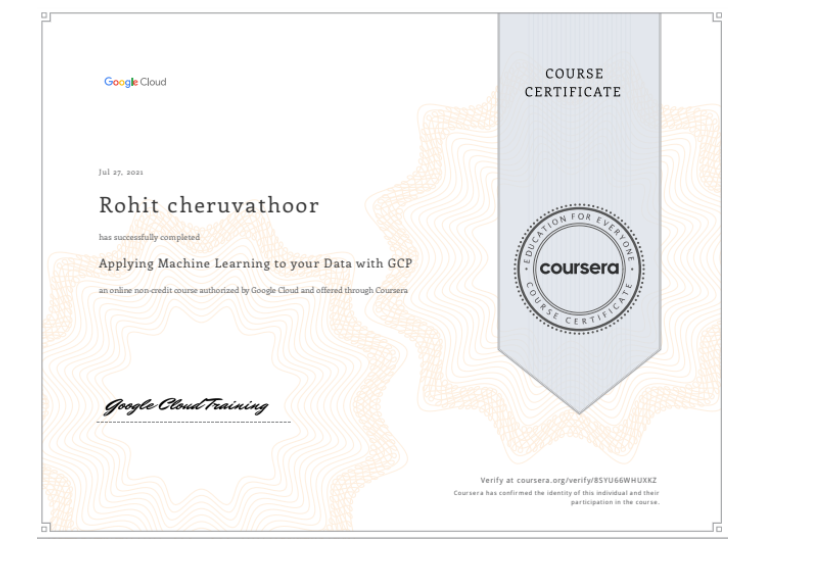 Google Cloud
COURSE
CERTIFICATE
Jul 27, 2021
Rohit cheruvathoor
has successfully completed
Applying Machine Learning to your Data with GCP
an online non-credit course authorized by Google Cloud and offered through Coursera
EDUCATION FOR EVERYONE
coursera
COURSE CERTIFICATE
Google Cloud Training
Verify at coursera.org/verify/8SYU66WHUXKZ
Coursera has confirmed the identity of this individual and their
participation in the course.